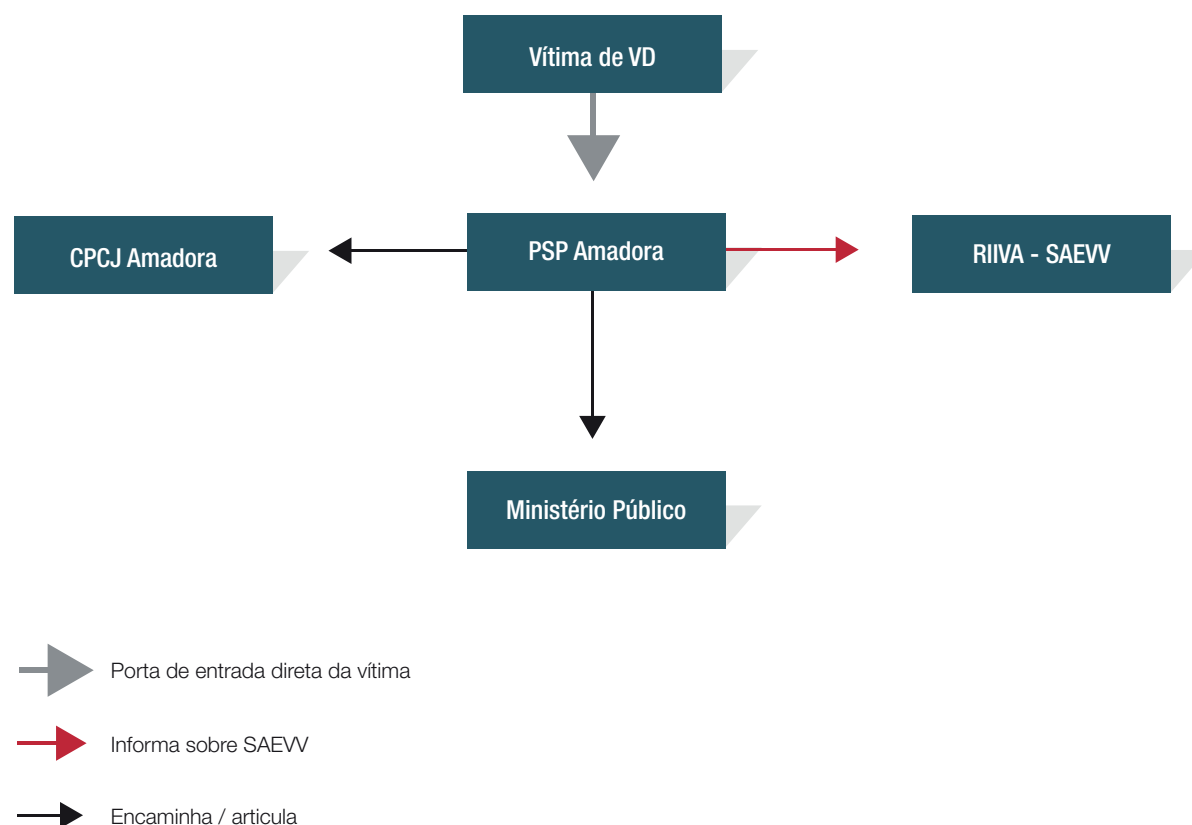 Vítima de VD
CPCJ Amadora
PSP Amadora
RIIVA - SAEVV
Ministério Público
Porta de entrada direta da vítima
Informa sobre SAEVV
Encaminha / articula